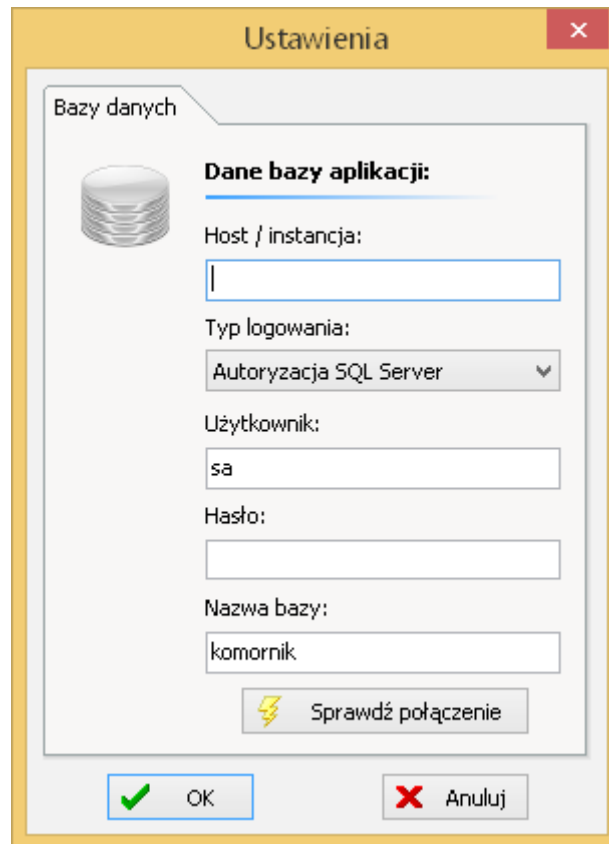 Ustawienia
Bazy danych
Dane bazy aplikacji:
Host / instancja:
Typ logowania:
Autoryzacja SQL Server
Użytkownik:
sa
Hasło:
Nazwa bazy:
komornik
Sprawdź połączenie
OK
Anuluj